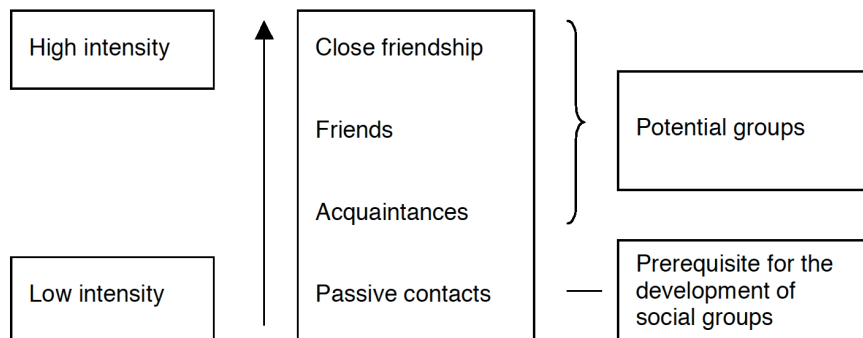 High intensity
Close friendship
Friends
Potential groups
Acquaintances
Low intensity
Passive contacts
Prerequisite for the
development of
social groups